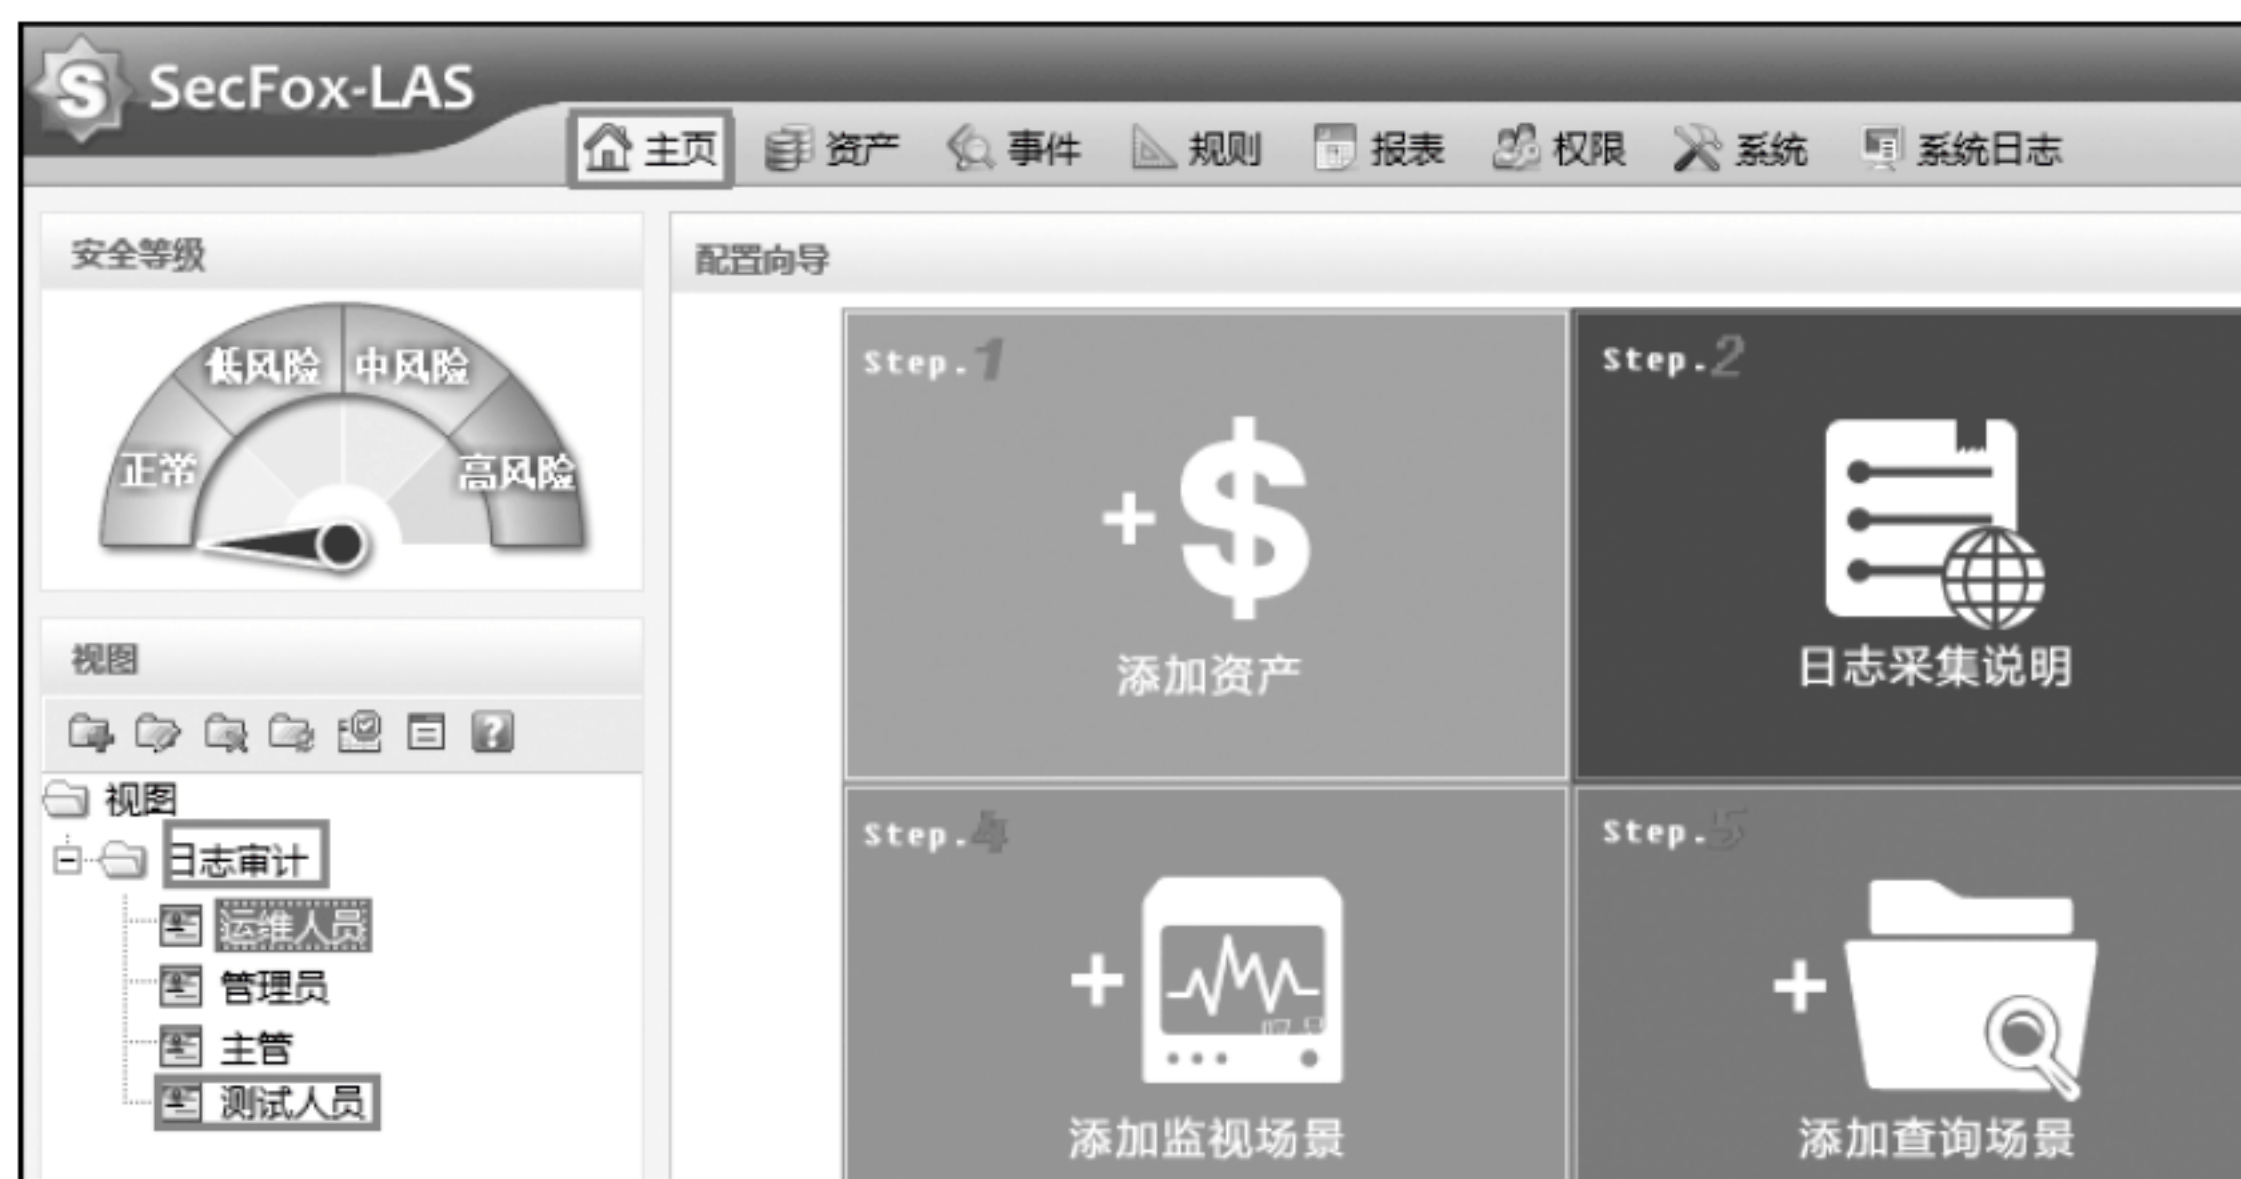 SecFox-LAS
主页 资产 事件 规则 报表 权限 系统 系统日志
安全等级
配置向导
低风险 中风险
正常 高风险
Step.1
添加资产
Step.2
日志采集说明
视图
视图
日志审计
运维人员
管理员
主管
测试人员
Step.4
添加监视场景
Step.5
添加查询场景